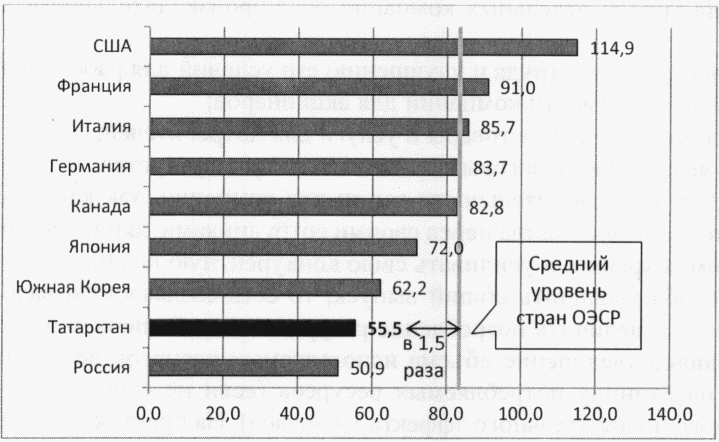 США 114,9
Франция 91,0
Италия 85,7
Германия 83,7
Канада 82,8
Япония 72,0
Южная Корея 62,2
Татарстан 55,5
Россия 50,9
в 1,5
раза
Средний
уровень
стран ОЭСР
0,0 20,0 40,0 60,0 80,0 100,0 120,0 140,0